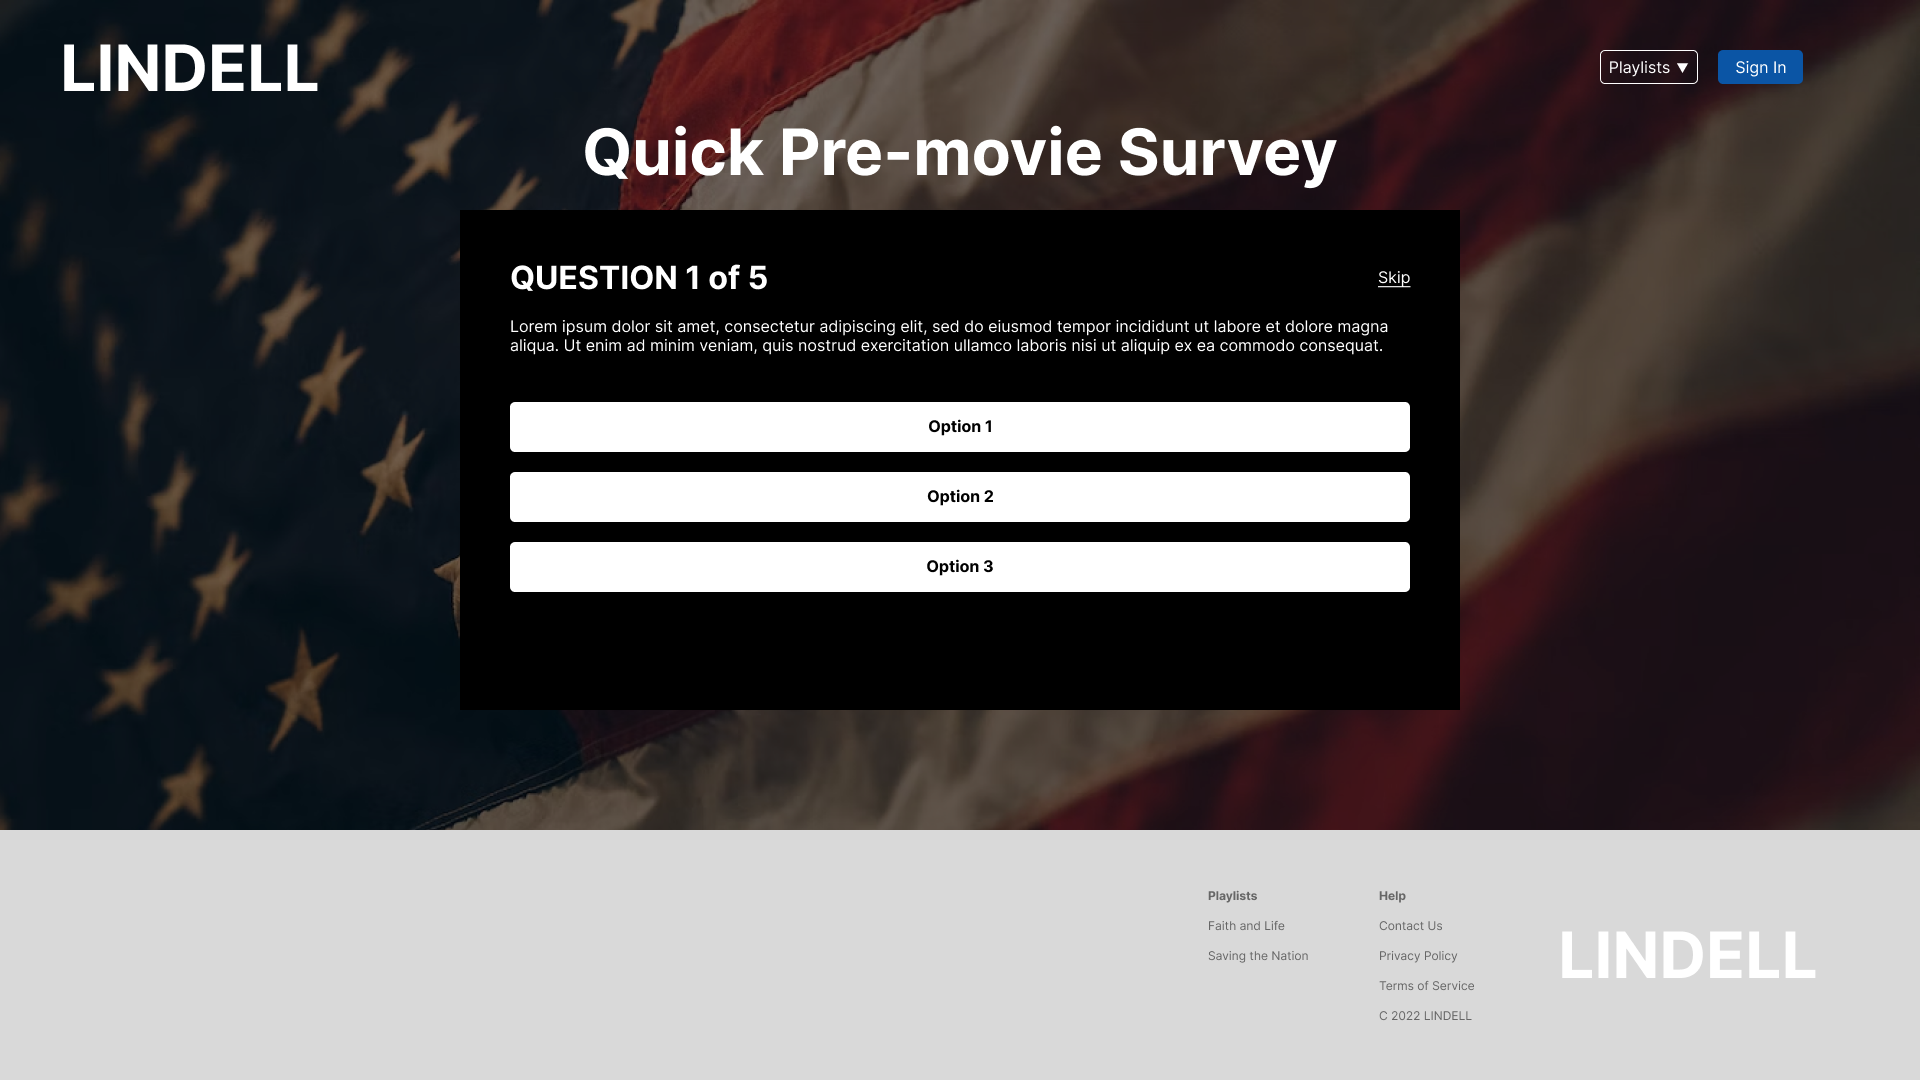 LINDELL
Playlists ▼
Sign In
Quick Pre-movie Survey
QUESTION 1 of 5
Skip
Lorem ipsum dolor sit amet, consectetur adipiscing elit, sed do eiusmod tempor incididunt ut labore et dolore magna
aliqua. Ut enim ad minim veniam, quis nostrud exercitation ullamco laboris nisi ut aliquip ex ea commodo consequat.
Option 1
Option 2
Option 3
Playlists
Faith and Life
Saving the Nation
Help
Contact Us
Privacy Policy
Terms of Service
C 2022 LINDELL
LINDELL